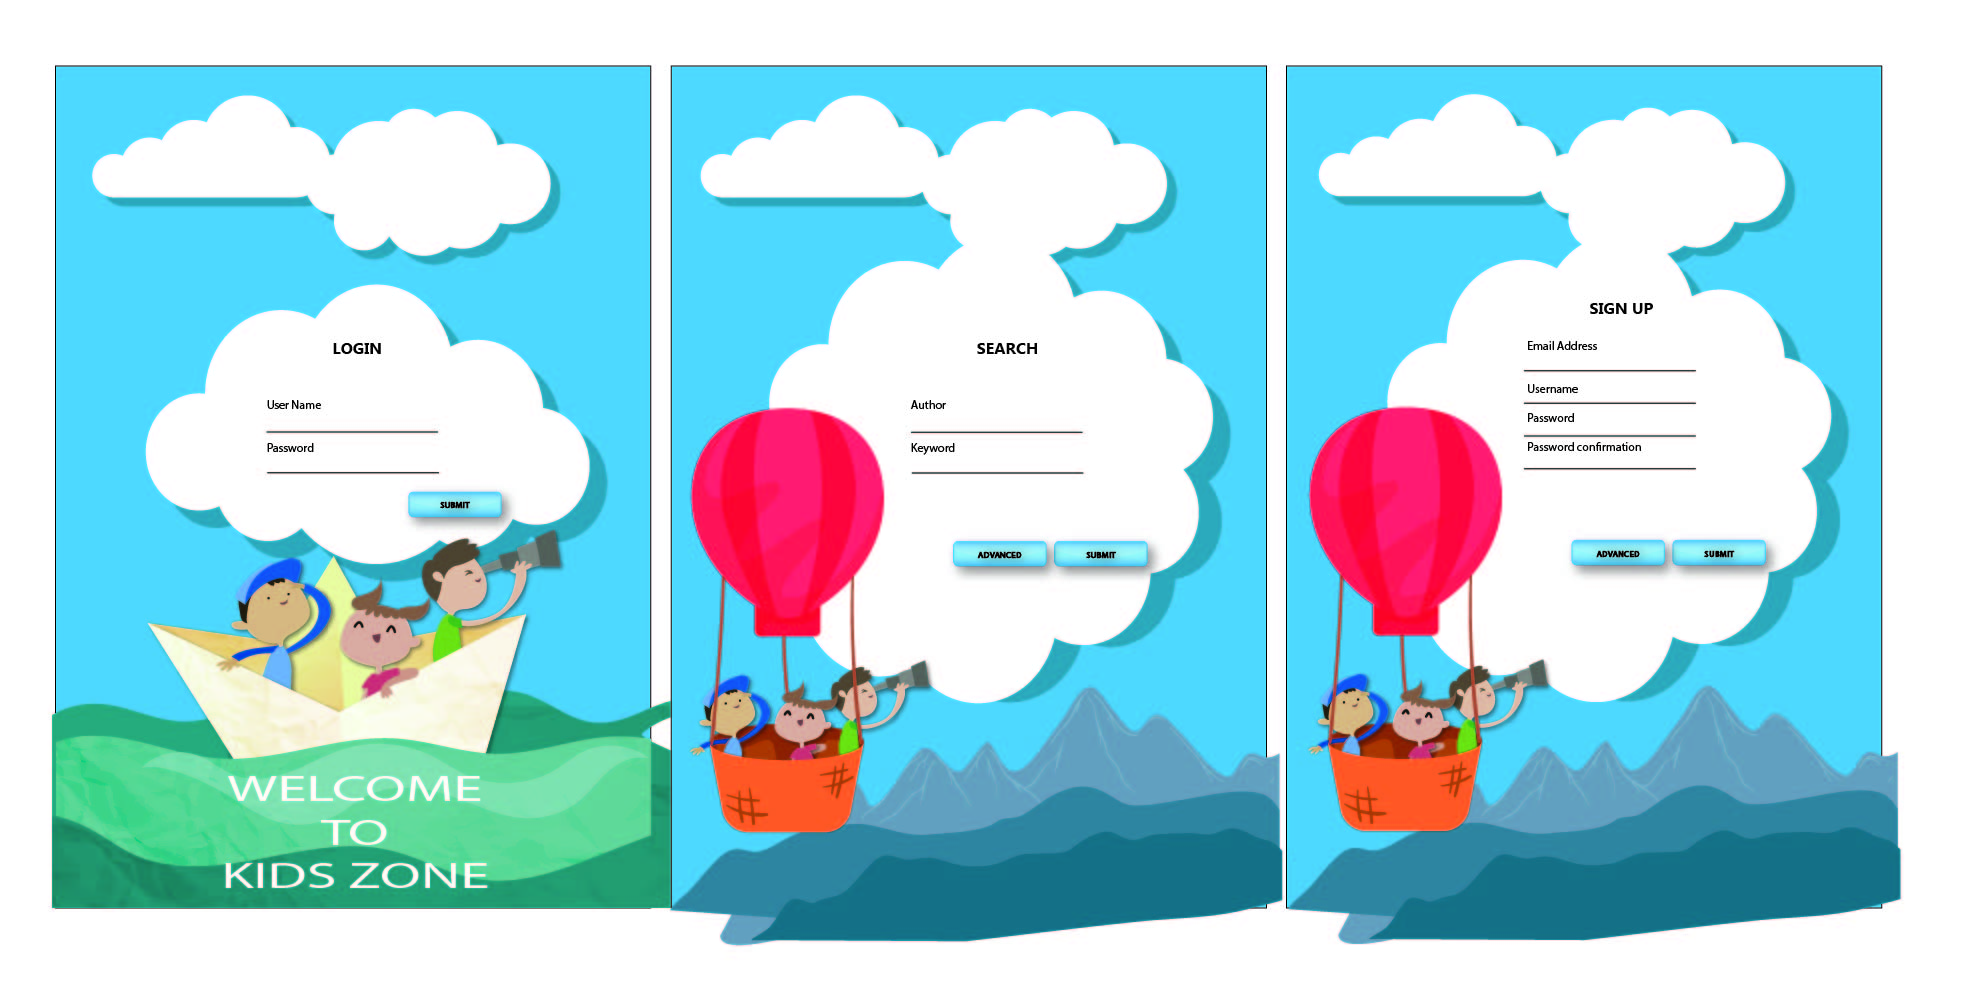 LOGIN
User Name
Password
SUBMIT
WELCOME
TO
KIDS ZONE
SEARCH
Author
Keyword
ADVANCED
SUBMIT
SIGN UP
Email Address
Username
Password
Password confirmation
ADVANCED
SUBMIT